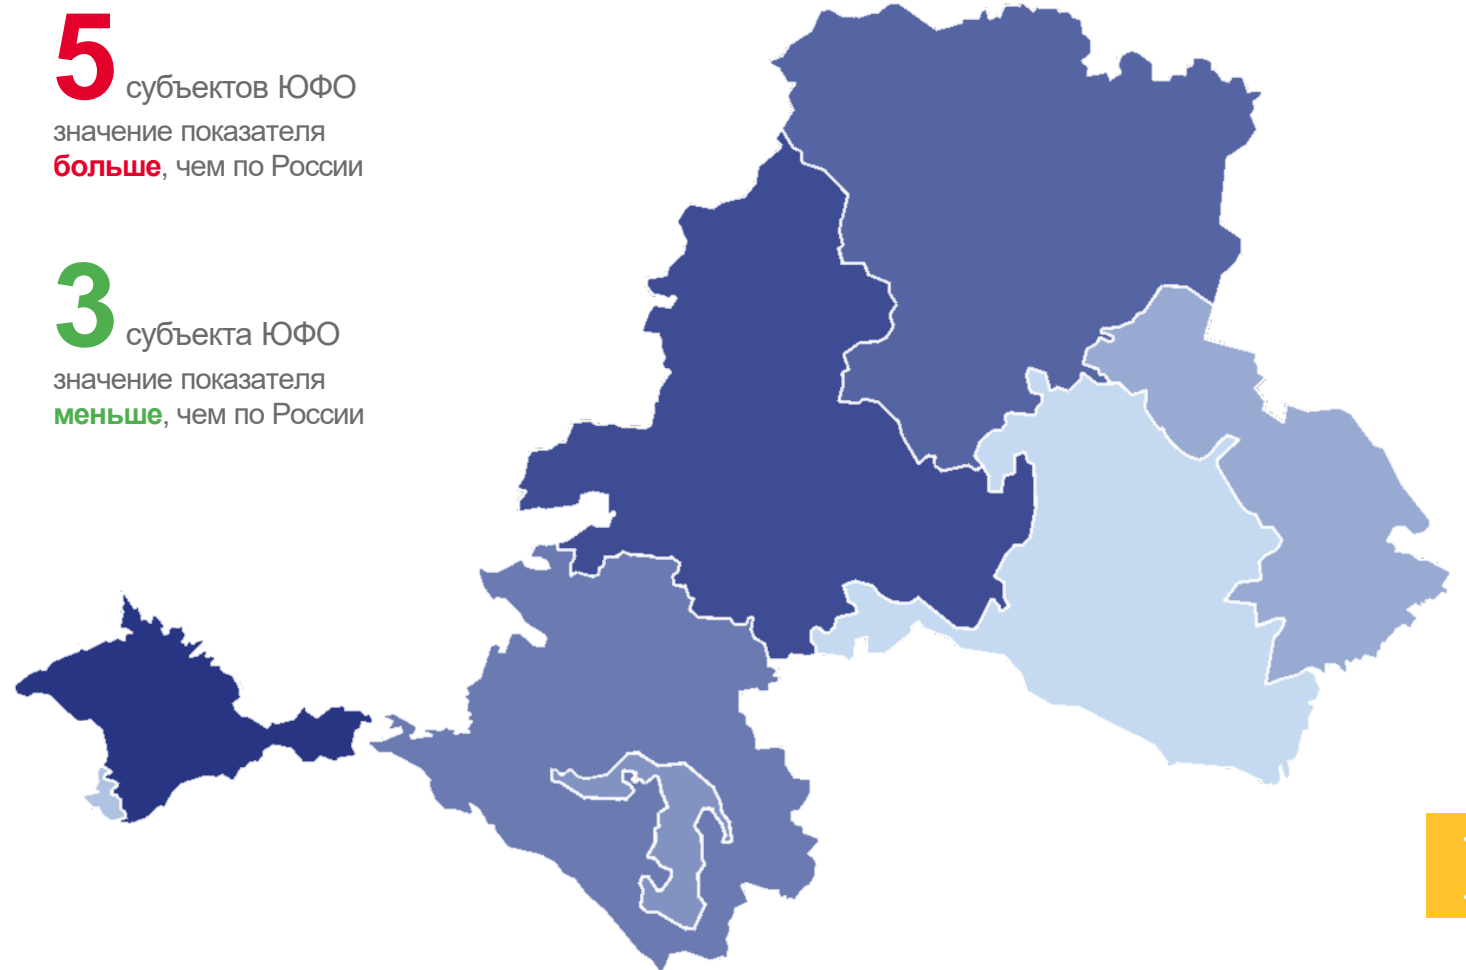 5 субъектов ЮФО
значение показателя
больше, чем по России
3 субъекта ЮФО
значение показателя
меньше, чем по России